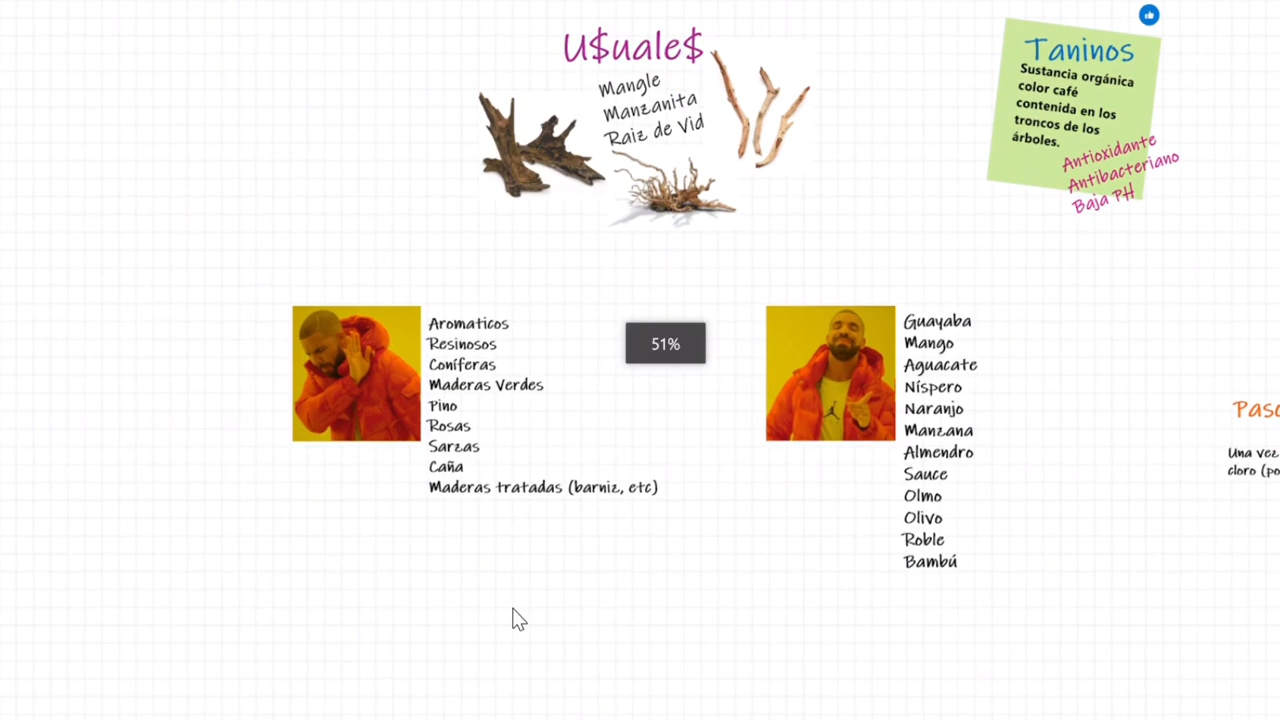 U$uale$
Mangle
Manzanita
Raiz de Vid
Taninos
Sustancia orgánica
color café
contenida en los
troncos de los
árboles.
Antioxidante
Antibacteriano
Baja PH
Aromaticos
Resinosos
Coníferas
Maderas Verdes
Pino
Rosas
Sarzas
Caña
Maderas tratadas (barniz, etc)
51%
Guayaba
Mango
Aguacate
Níspero
Naranjo
Manzana
Almendro
Sauce
Olmo
Olivo
Roble
Bambú
Una vez
cloro